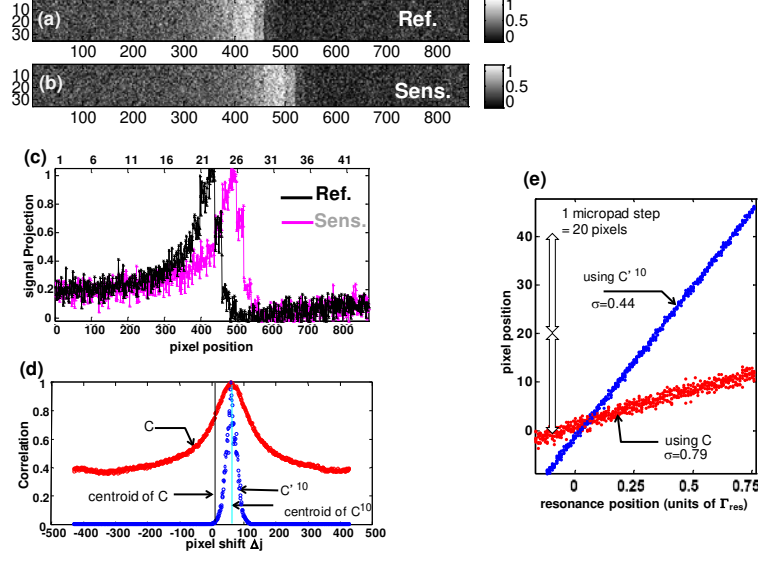 10
20
30
(a)
Ref.
1
0.5
0
100 200 300 400 500 600 700 800
10
20
30
(b)
Sens.
1
0.5
0
100 200 300 400 500 600 700 800
(c)
1 6 11 16 21 26 31 36 41
1
0.8
0.6
0.4
0.2
0
signal Projection
Ref.
Sens.
0 100 200 300 400 500 600 700 800
pixel position
(d)
1
0.8
0.6
0.4
0.2
0
Correlation
C
centroid of C
C' 10
centroid of C10
-500 -400 -300 -200 -100 0 100 200 300 400 500
pixel shift Δj
(e)
40
30
20
10
0
pixel position
1 micropad step
= 20 pixels
using C' 10
σ=0.44
using C
σ=0.79
0 0.25 0.5 0.75
resonance position (units of Γres)